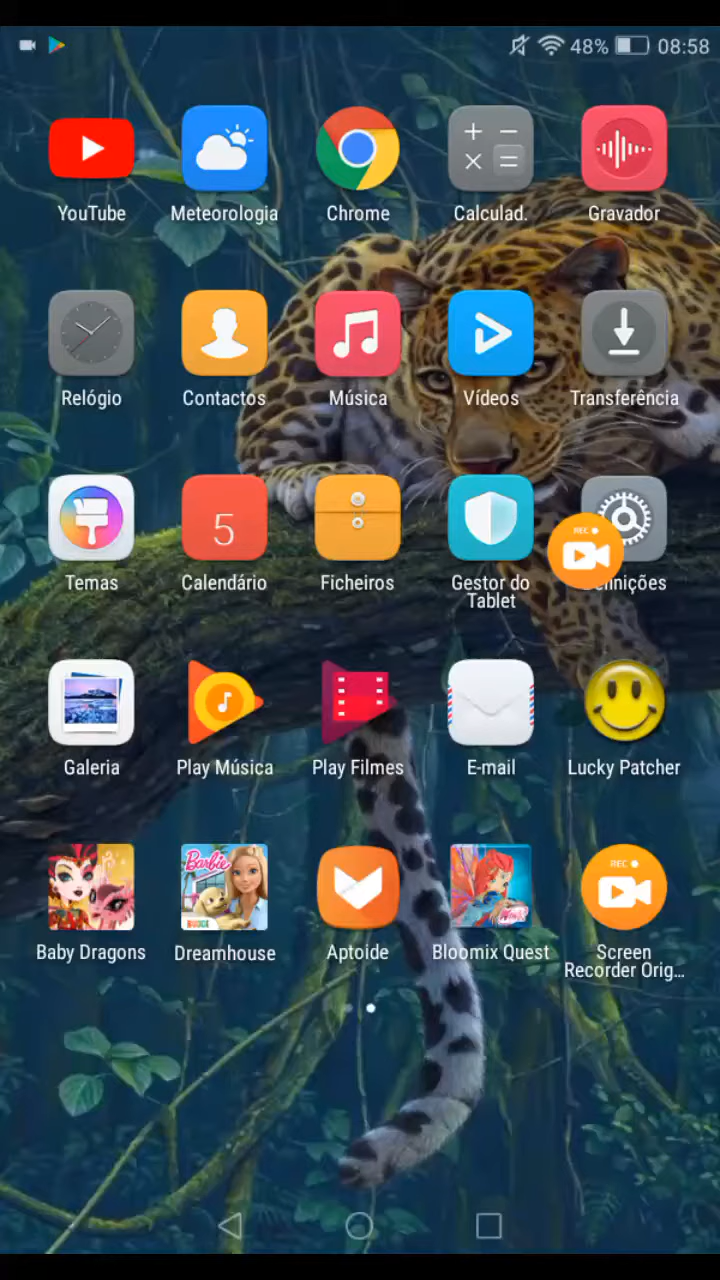 48% 08:58
YouTube
Meteorologia
Chrome
Calculad.
Gravador
Relógio
Contactos
Música
Vídeos
Transferência
5
REC
Temas
Calendário
Ficheiros
Gestor do
Tablet
inições
Galeria
Play Música
Play Filmes
E-mail
Lucky Patcher
Barbie
REC
Baby Dragons
Dreamhouse
Aptoide
Bloomix Quest
Screen
Recorder Orig...